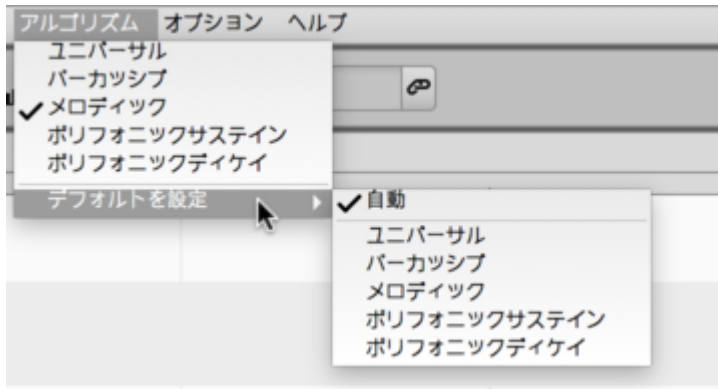 アルゴリズム オプション ヘルプ
ユニバーサル
パーカッシブ
メロディック
ポリフォニックサステイン
ポリフォニックディケイ
デフォルトを設定
自動
ユニバーサル
パーカッシブ
メロディック
ポリフォニックサステイン
ポリフォニックディケイ